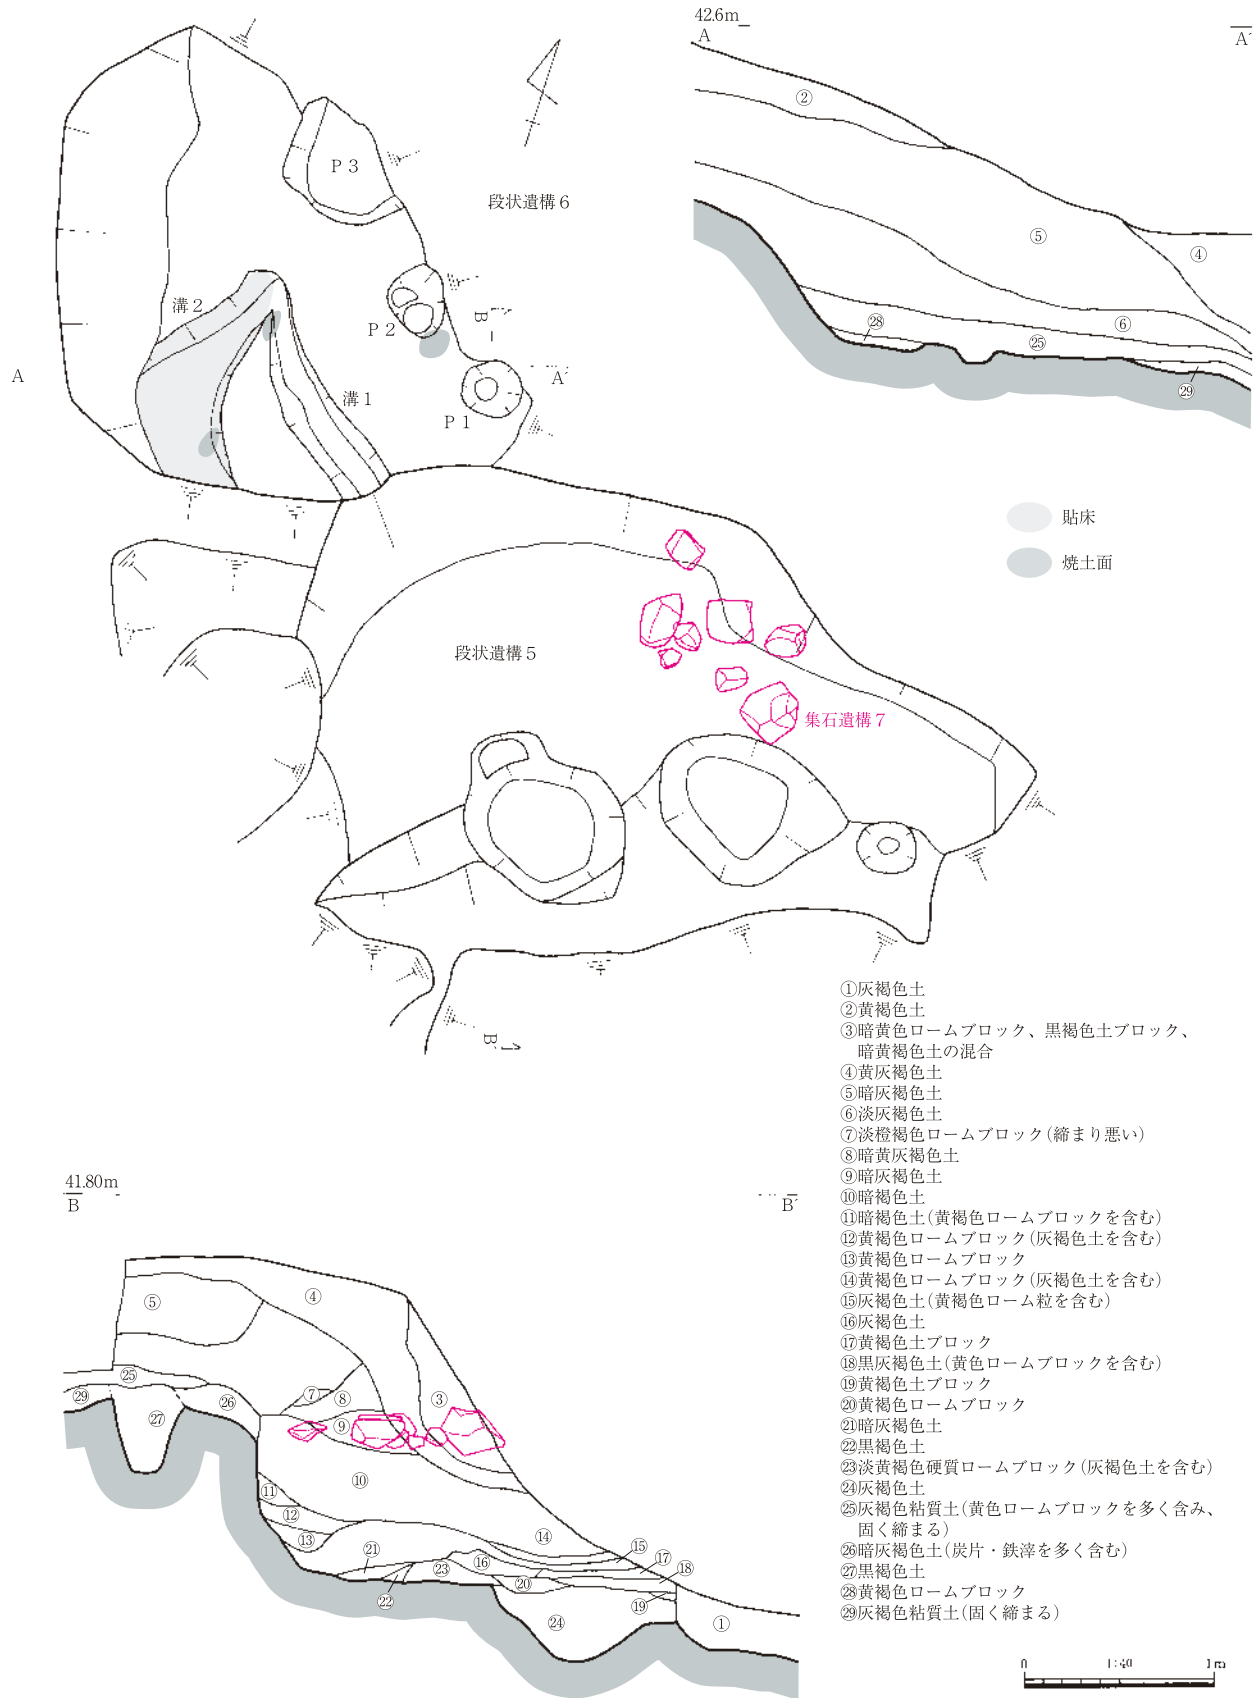 42.6m
A
A´
②
⑤
④
⑥
㉘
㉕
㉙
P 3
段状遺構６
溝２
P 2
B
A
A´
溝１
P 1
貼床
焼土面
段状遺構５
集石遺構７
B´
①灰褐色土
②黄褐色土
③暗黄色ロームブロック、黒褐色土ブロック、
暗黄褐色土の混合
④黄灰褐色土
⑤暗灰褐色土
⑥淡灰褐色土
⑦淡橙褐色ロームブロック(締まり悪い)
⑧暗黄灰褐色土
⑨暗灰褐色土
⑩暗褐色土
⑪暗褐色土(黄褐色ロームブロックを含む)
⑫黄褐色ロームブロック(灰褐色土を含む)
⑬黄褐色ロームブロック
⑭黄褐色ロームブロック(灰褐色土を含む)
⑮灰褐色土(黄褐色ローム粒を含む)
⑯灰褐色土
⑰黄褐色土ブロック
⑱黒灰褐色土(黄色ロームブロックを含む)
⑲黄褐色土ブロック
⑳黄褐色ロームブロック
㉑暗灰褐色土
㉒黒褐色土
㉓淡黄褐色硬質ロームブロック(灰褐色土を含む)
㉔灰褐色土
㉕灰褐色粘質土(黄色ロームブロックを多く含み、
固く締まる)
㉖暗灰褐色土(炭片・鉄滓を多く含む)
㉗黒褐色土
㉘黄褐色ロームブロック
㉙灰褐色粘質土(固く締まる)
41.80m
B
B´
⑤
④
㉕
⑦
⑧
③
㉙
㉖
㉗
⑨
⑩
⑪
⑫
⑬
⑭
⑮
⑰
⑱
㉑
㉓
⑯
⑳
㉒
⑲
㉔
①
0
1:40
1m